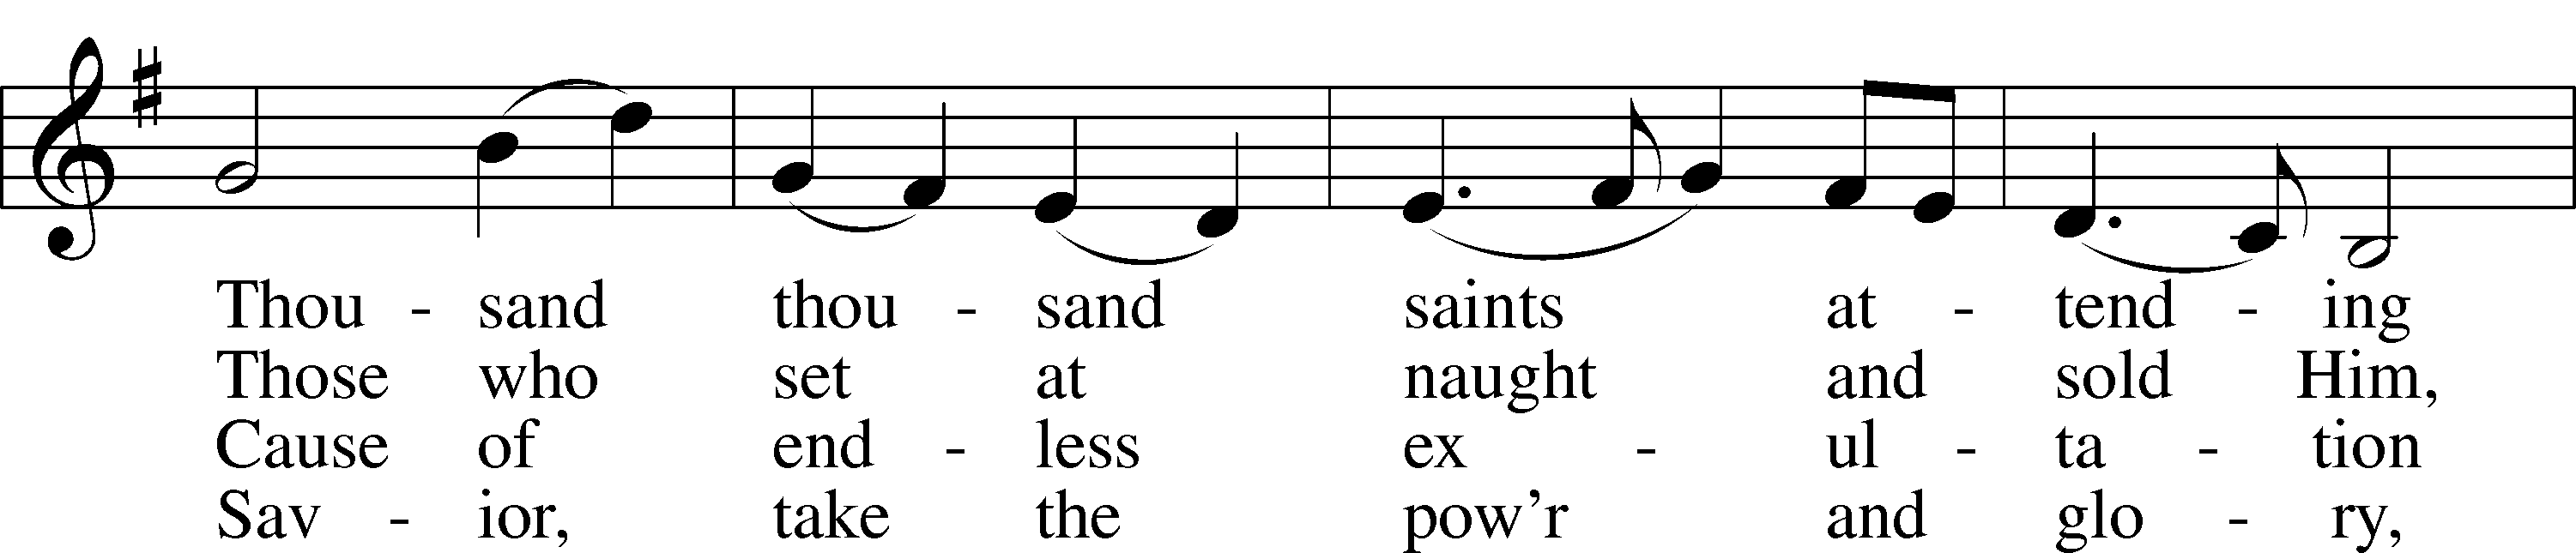 Thou - sand thou - sand saints at - tend - ing
Those who set at naught and sold Him,
Cause of end - less ex - ul - ta - tion
Sav - ior, take the pow'r and glo - ry,